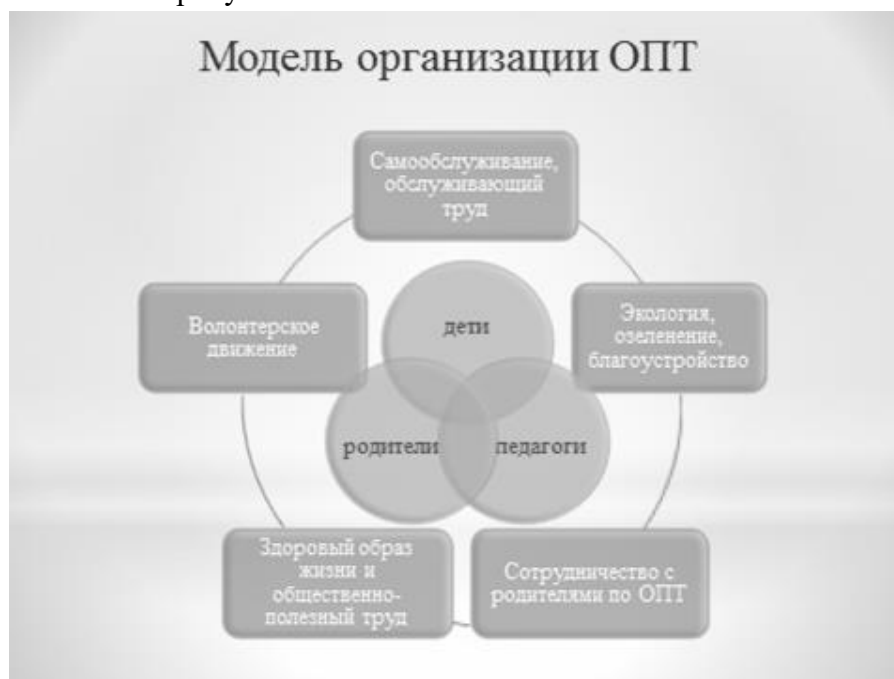 Модель организации ОПТ
Самообслуживание,
обслуживающий
труд
Волонтерское
движение
дети
Экология,
озеленение,
благоустройство
родители
педагоги
Здоровый образ
жизни и
общественно-
полезный труд
Сотрудничество с
родителями по ОПТ